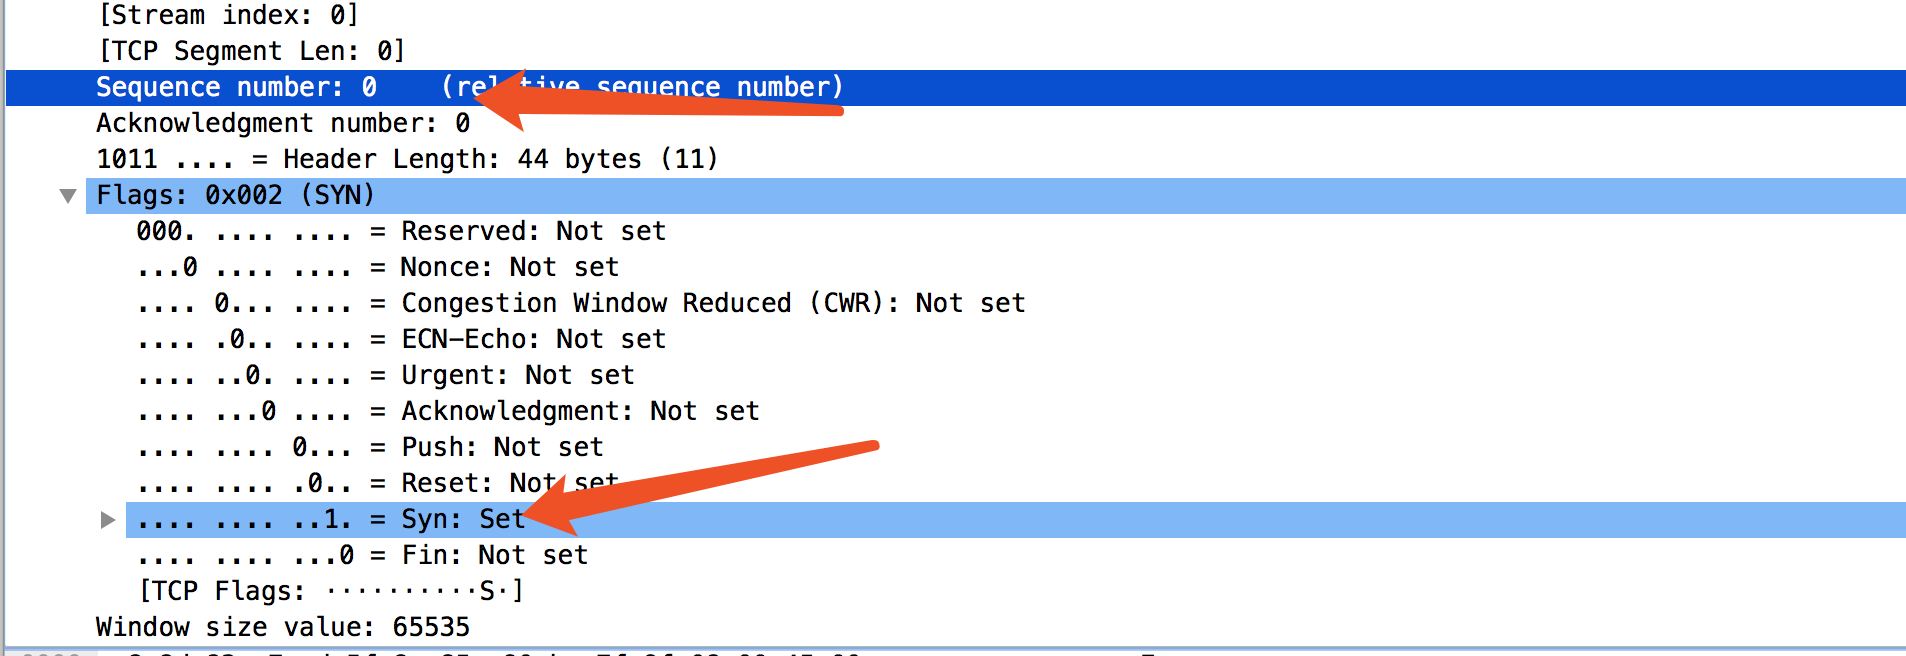 [Stream index: 0]
[TCP Segment Len: 0]
Sequence number: 0    (relative sequence number)
Acknowledgment number: 0
1011 .... = Header Length: 44 bytes (11)
Flags: 0x002 (SYN)
000. .... .... = Reserved: Not set
...0 .... .... = Nonce: Not set
.... 0... .... = Congestion Window Reduced (CWR): Not set
.... .0.. .... = ECN-Echo: Not set
.... ..0. .... = Urgent: Not set
.... ...0 .... = Acknowledgment: Not set
.... .... 0... = Push: Not set
.... .... .0.. = Reset: Not set
.... .... ..1. = Syn: Set
.... .... ...0 = Fin: Not set
[TCP Flags: ··········S·]
Window size value: 65535